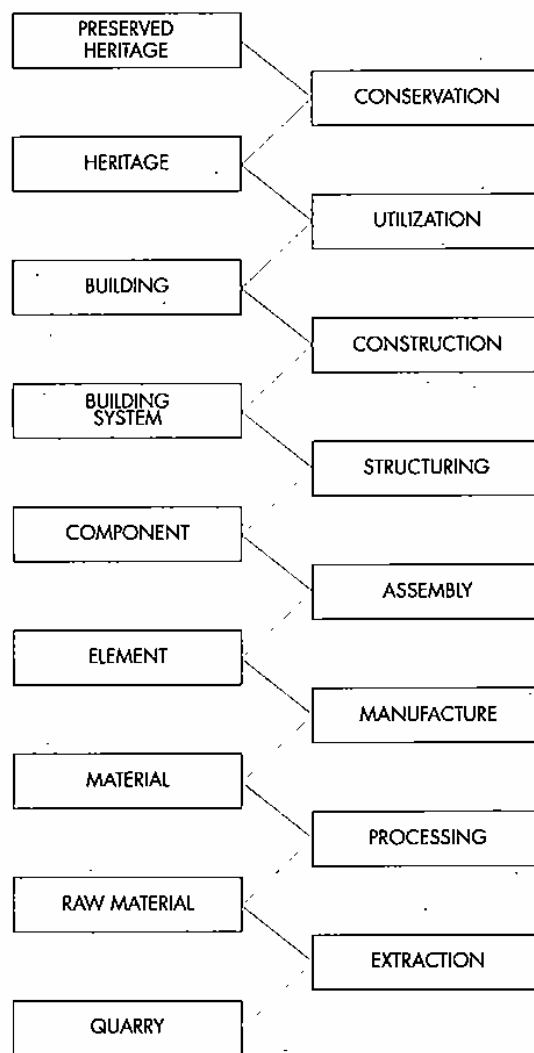 PRESERVED
HERITAGE
CONSERVATION
HERITAGE
UTILIZATION
BUILDING
CONSTRUCTION
BUILDING
SYSTEM
STRUCTURING
COMPONENT
ASSEMBLY
ELEMENT
MANUFACTURE
MATERIAL
PROCESSING
RAW MATERIAL
EXTRACTION
QUARRY